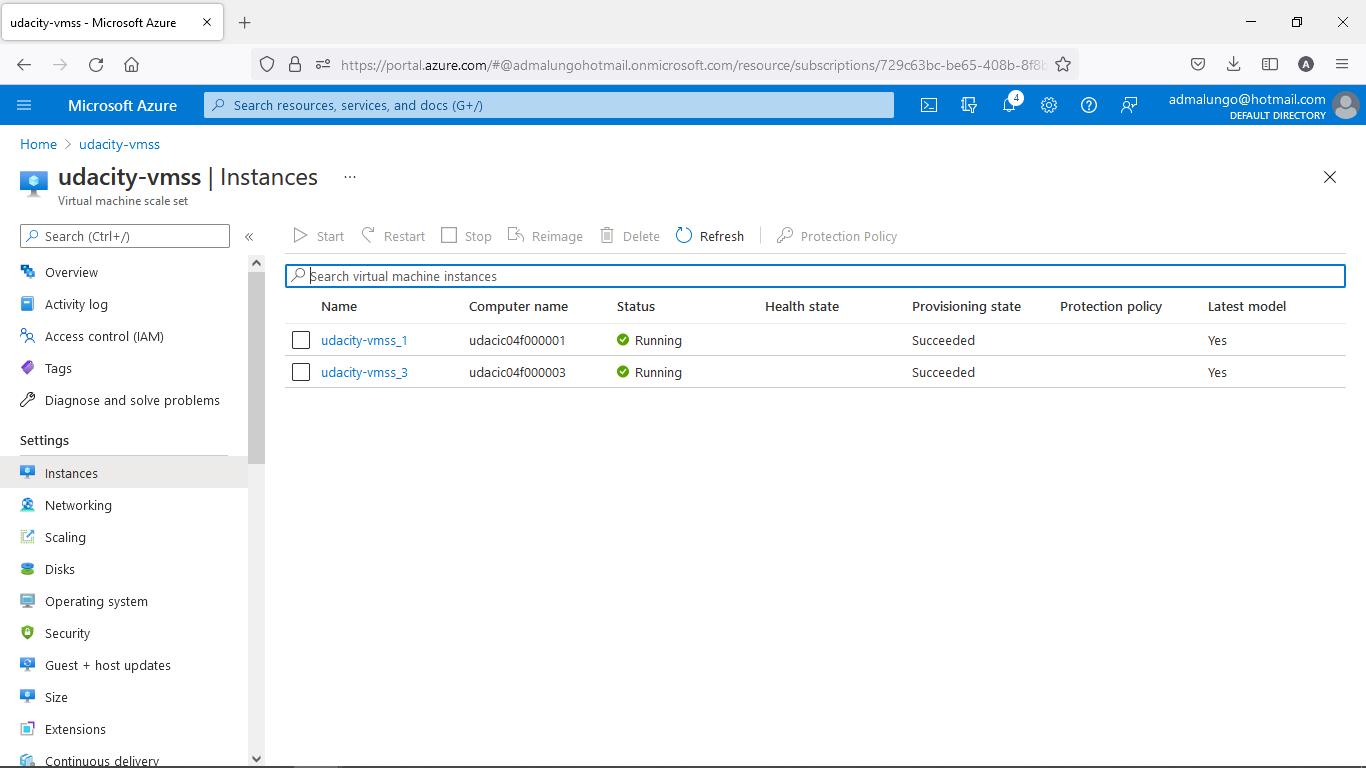 udacity-vmss - Microsoft Azure
https://portal.azure.com/#@admalungohotmail.onmicrosoft.com/resource/subscriptions/729c63bc-be65-408b-8f8b
A
Microsoft Azure
Search resources, services, and docs (G+/)
4
admalungo@hotmail.com
DEFAULT DIRECTORY
Home > udacity-vmss
udacity-vmss | Instances ...
Virtual machine scale set
Search (Ctrl+/)
«
Start Restart Stop Reimage Delete Refresh Protection Policy
Overview
Activity log
Access control (IAM)
Tags
Diagnose and solve problems
Settings
Instances
Networking
Scaling
Disks
Operating system
Security
Guest + host updates
Size
Extensions
Continuous delivery
Search virtual machine instances
Name Computer name Status Health state Provisioning state Protection policy Latest model
udacity-vmss_1 udacic04f000001 Running Succeeded Yes
udacity-vmss_3 udacic04f000003 Running Succeeded Yes